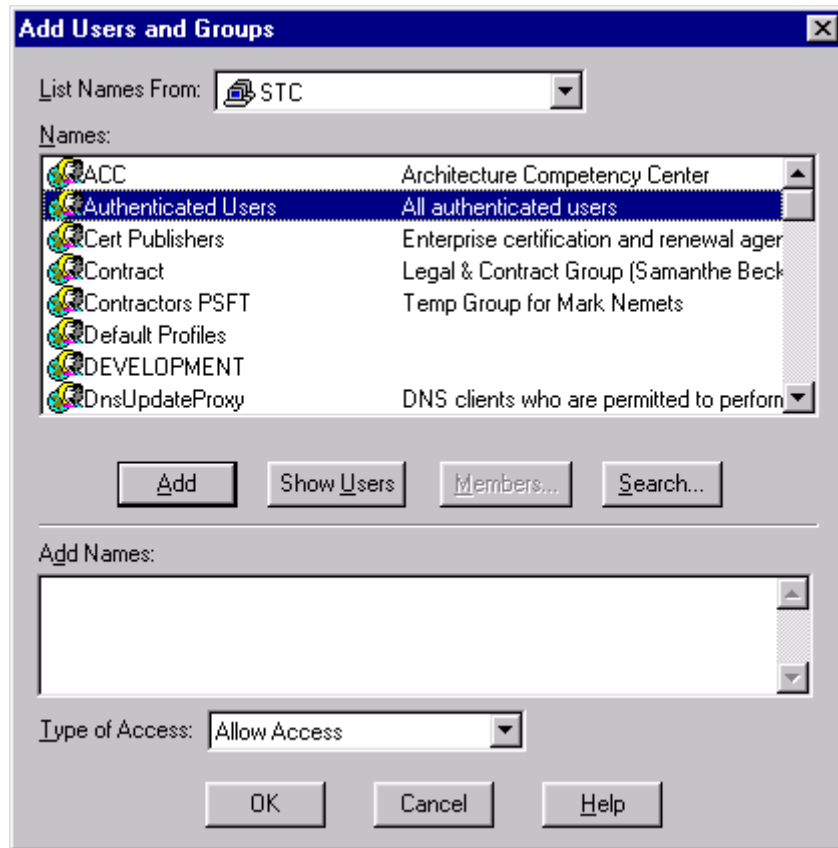 Add Users and Groups
List Names From: STC
Names:
ACC Architecture Competency Center
Authenticated Users All authenticated users
Cert Publishers Enterprise certification and renewal ager
Contract Legal & Contract Group (Samanthe Beck
Contractors PSFT Temp Group for Mark Nemets
Default Profiles
DEVELOPMENT
DnsUpdateProxy DNS clients who are permitted to perform
Add Show Users Members... Search...
Add Names:
Type of Access: Allow Access
OK Cancel Help